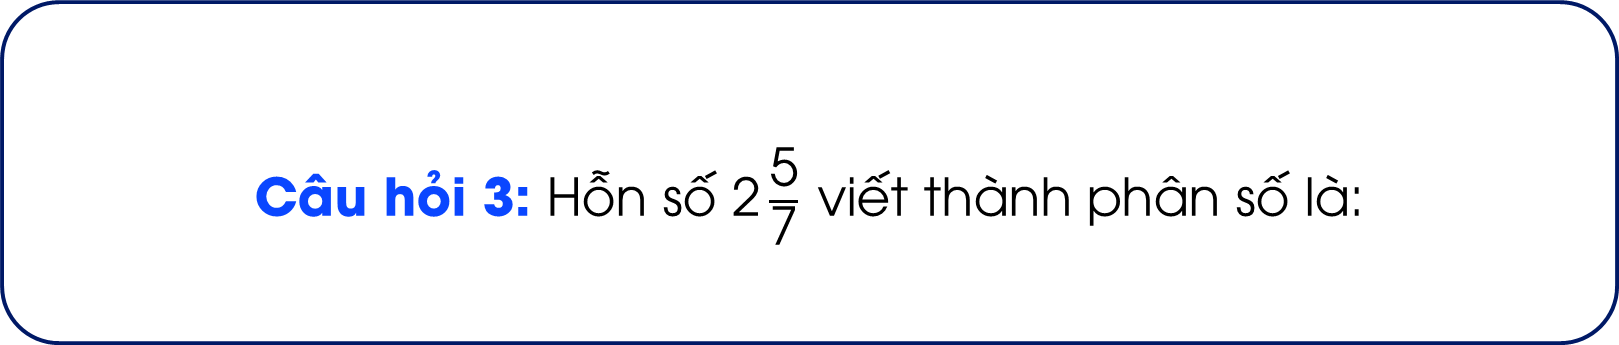 Câu hỏi 3: Hỗn số 2 5/7 viết thành phân số là: